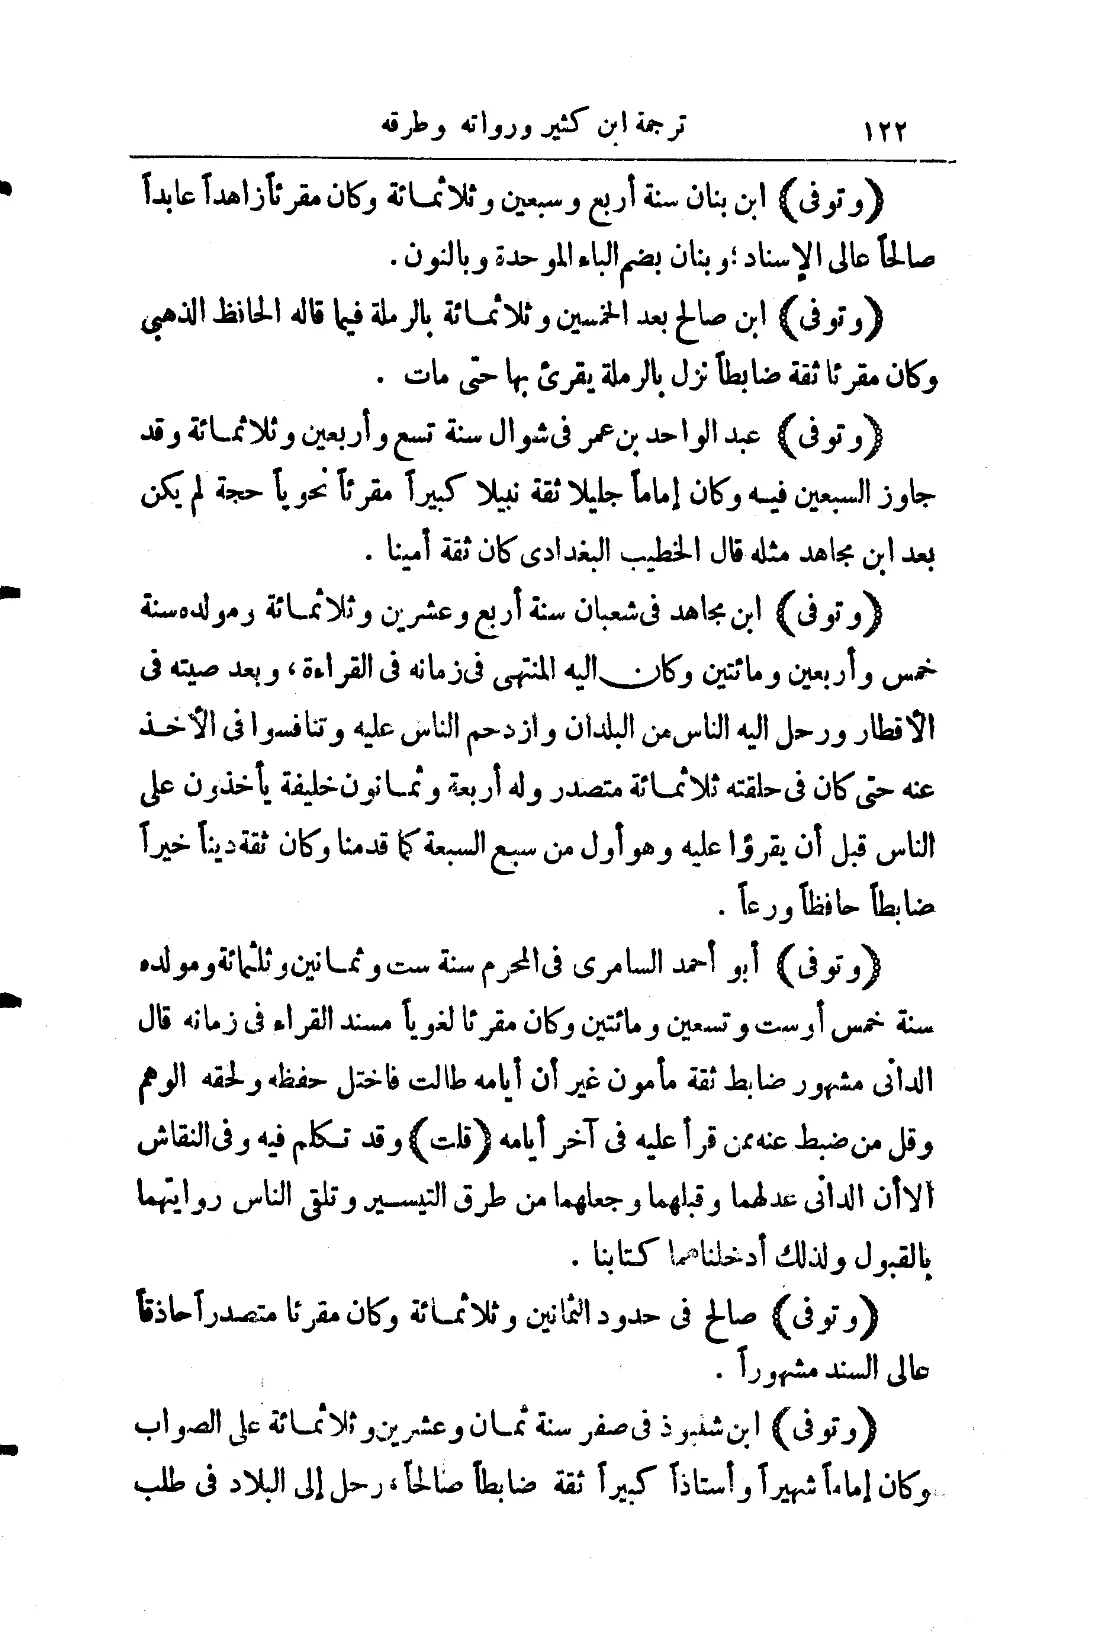 ١٢٢ ترجمة ابن كثير ورواته وطرقه
(وتوفى) ابن بنان سنة أربع وسبعين وثلاثمائة وكان مقرئاً زاهداً عابداً
صالحاً عالى الإسناد؛ وبنان بضم الباء الموحدة وبالنون .
(وتوفى) ابن صالح بعد الخمسين وثلاثمائة بالرملة فيما قاله الحافظ الذهبي
وكان مقرئا ثقة ضابطاً نزل بالرملة يقرئ بها حتى مات .
(وتوفى) عبد الواحد بن عمر فى شوال سنة تسع وأربعين وثلاثمائة وقد
جاوز السبعين فيه وكان إماماً جليلا ثقة نبيلا كبيراً مقرئاً نحوياً حجة لم يكن
بعد ابن مجاهد مثله قال الخطيب البغدادى كان ثقة أمينا .
(وتوفى) ابن مجاهد فى شعبان سنة أربع وعشرين وثلاثمائة ومولده سنة
خمس وأربعين ومائتين وكان اليه المنتهى فى زمانه فى القراءة، وبعد صيته فى
الأقطار ورحل اليه الناس من البلدان وازدحم الناس عليه وتنافسوا فى الأخذ
عنه حتى كان فى حلقته ثلاثمائة متصدر وله أربعة وثمانون خليفة يأخذون على
الناس قبل أن يقرؤا عليه وهو أول من سبع السبعة كما قدمنا وكان ثقة ديناً خيراً
ضابطاً حافظاً ورعاً .
(وتوفى) أبو أحمد السامرى فى المحرم سنة ست وثمانين وثلثمائة ومولده
سنة خمس أوست وتسعين ومائتين وكان مقرئا لغوياً مسند القراء فى زمانه قال
الدانى مشهور ضابط ثقة مأمون غير أن أيامه طالت فاختل حفظه ولحقه الوهم
وقل من ضبط عنه ممن قرأ عليه فى آخر أيامه (قلت) وقد تكلم فيه وفى النقاش
آلا أن الدانى عدلهما وقبلهما وجعلهما من طرق التيسير وتلقى الناس روايتهما
بالقبول ولذلك أدخلناهما كتابنا .
(وتوفى) صالح فى حدود الثمانين وثلاثمائة وكان مقرئا متصدراً حاذقاً
عالى السند مشهوراً .
(وتوفى) ابن شنبوذ فى صفر سنة ثمان وعشرين وثلاثمائة على الصواب
وكان إماماً شهيراً وأستاذاً كبيراً ثقة ضابطاً صالحاً، رحل إلى البلاد فى طلب